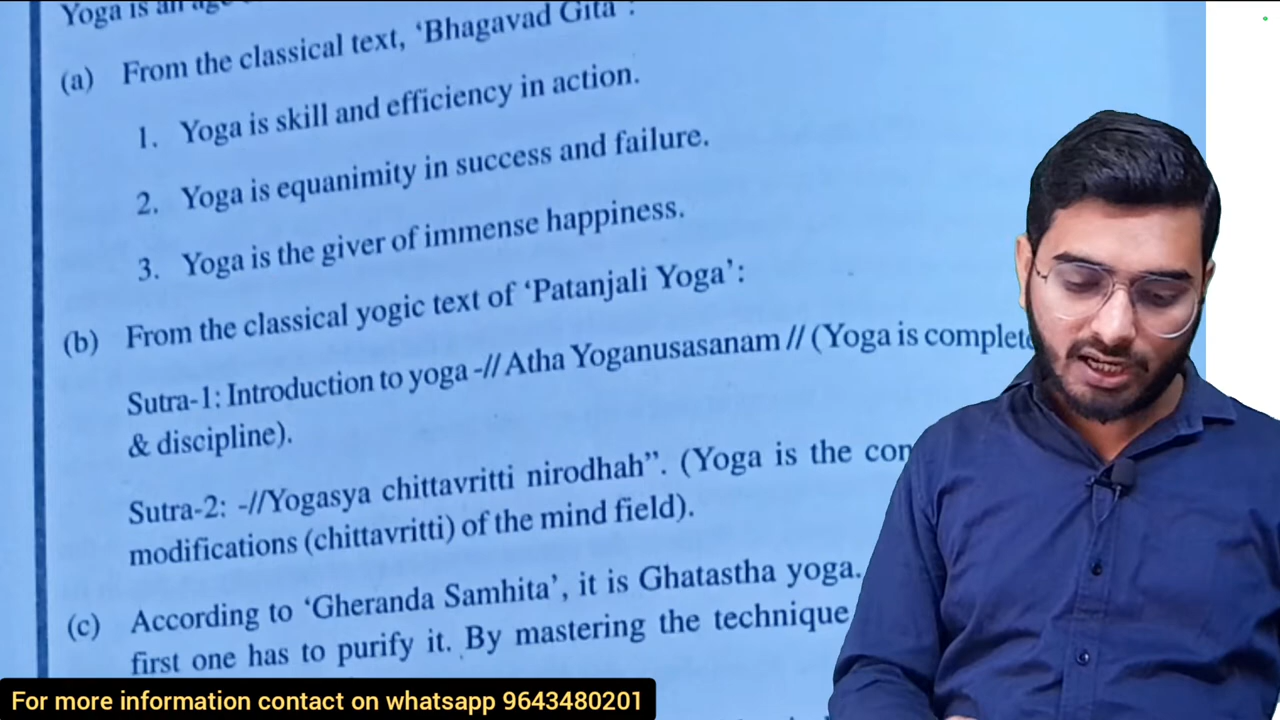 Yoga is an
(a) From the classical text, ‘Bhagavad Gita’:
1. Yoga is skill and efficiency in action.
2. Yoga is equanimity in success and failure.
3. Yoga is the giver of immense happiness.
(b) From the classical yogic text of ‘Patanjali Yoga’:
Sutra-1: Introduction to yoga -// Atha Yoganusasanam // (Yoga is complete
& discipline).
Sutra-2: -//Yogasya chittavritti nirodhah”. (Yoga is the
modifications (chittavritti) of the mind field).
(c) According to ‘Gheranda Samhita’, it is Ghatastha yoga.
first one has to purify it. By mastering the technique
For more information contact on whatsapp 9643480201